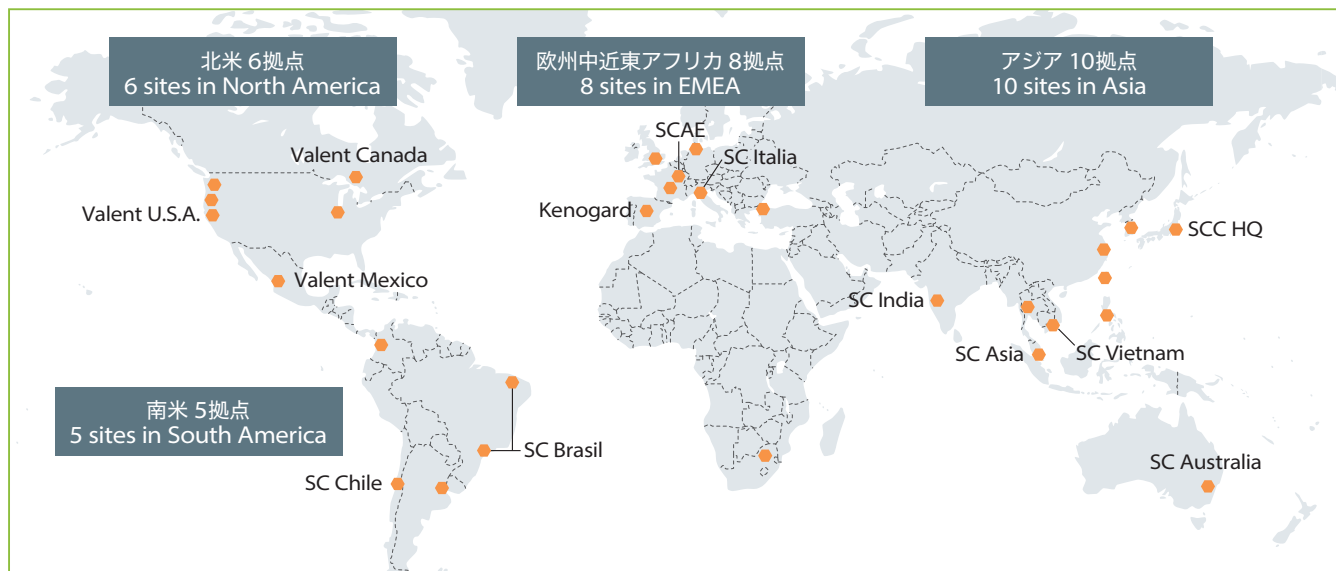 北米 6拠点
6 sites in North America
欧州中近東アフリカ 8拠点
8 sites in EMEA
アジア 10拠点
10 sites in Asia
SCAE
Valent Canada
SC Italia
Valent U.S.A.
Kenogard
SCC HQ
Valent Mexico
SC India
SC Asia
SC Vietnam
南米 5拠点
5 sites in South America
SC Brasil
SC Chile
SC Australia